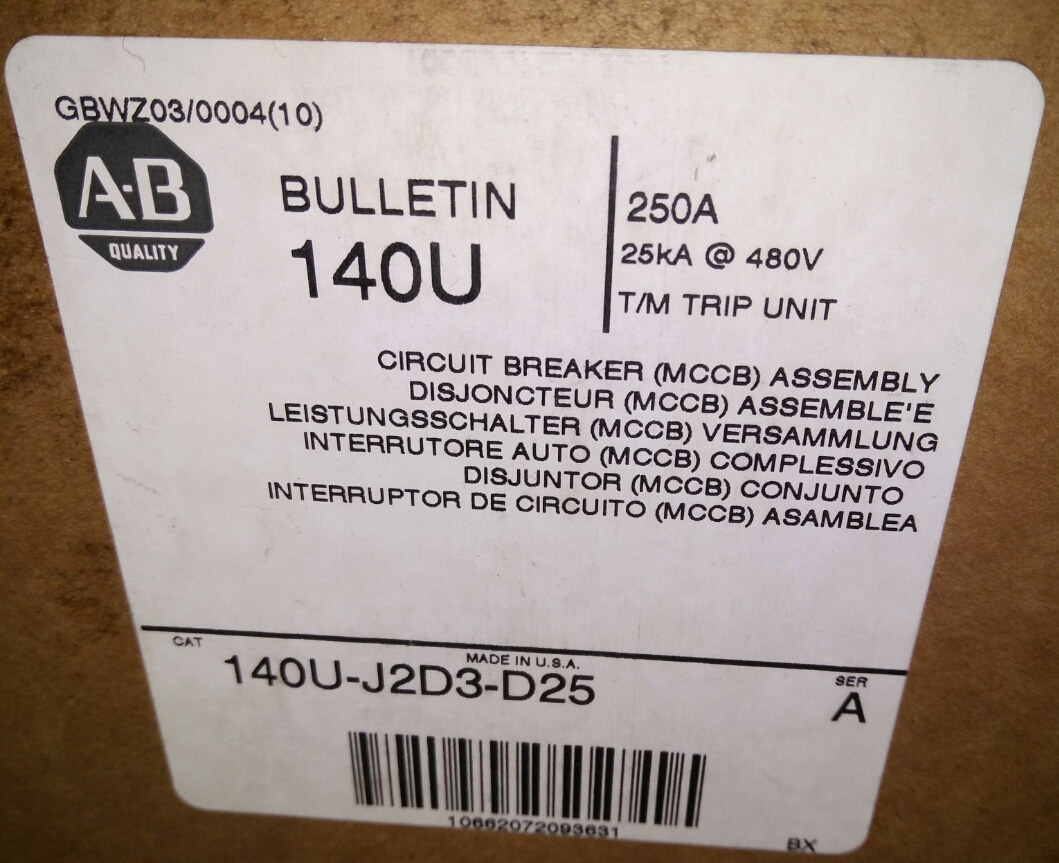 GBWZ03/0004(10)
A-B
QUALITY
BULLETIN
140U
250A
25kA @ 480V
T/M TRIP UNIT
CIRCUIT BREAKER (MCCB) ASSEMBLY
DISJONCTEUR (MCCB) ASSEMBLE'E
LEISTUNGSSCHALTER (MCCB) VERSAMMLUNG
INTERRUTORE AUTO (MCCB) COMPLESSIVO
DISJUNTOR (MCCB) CONJUNTO
INTERRUPTOR DE CIRCUITO (MCCB) ASAMBLEA
CAT
MADE IN U.S.A.
140U-J2D3-D25
SER
A
10662072093631
BX